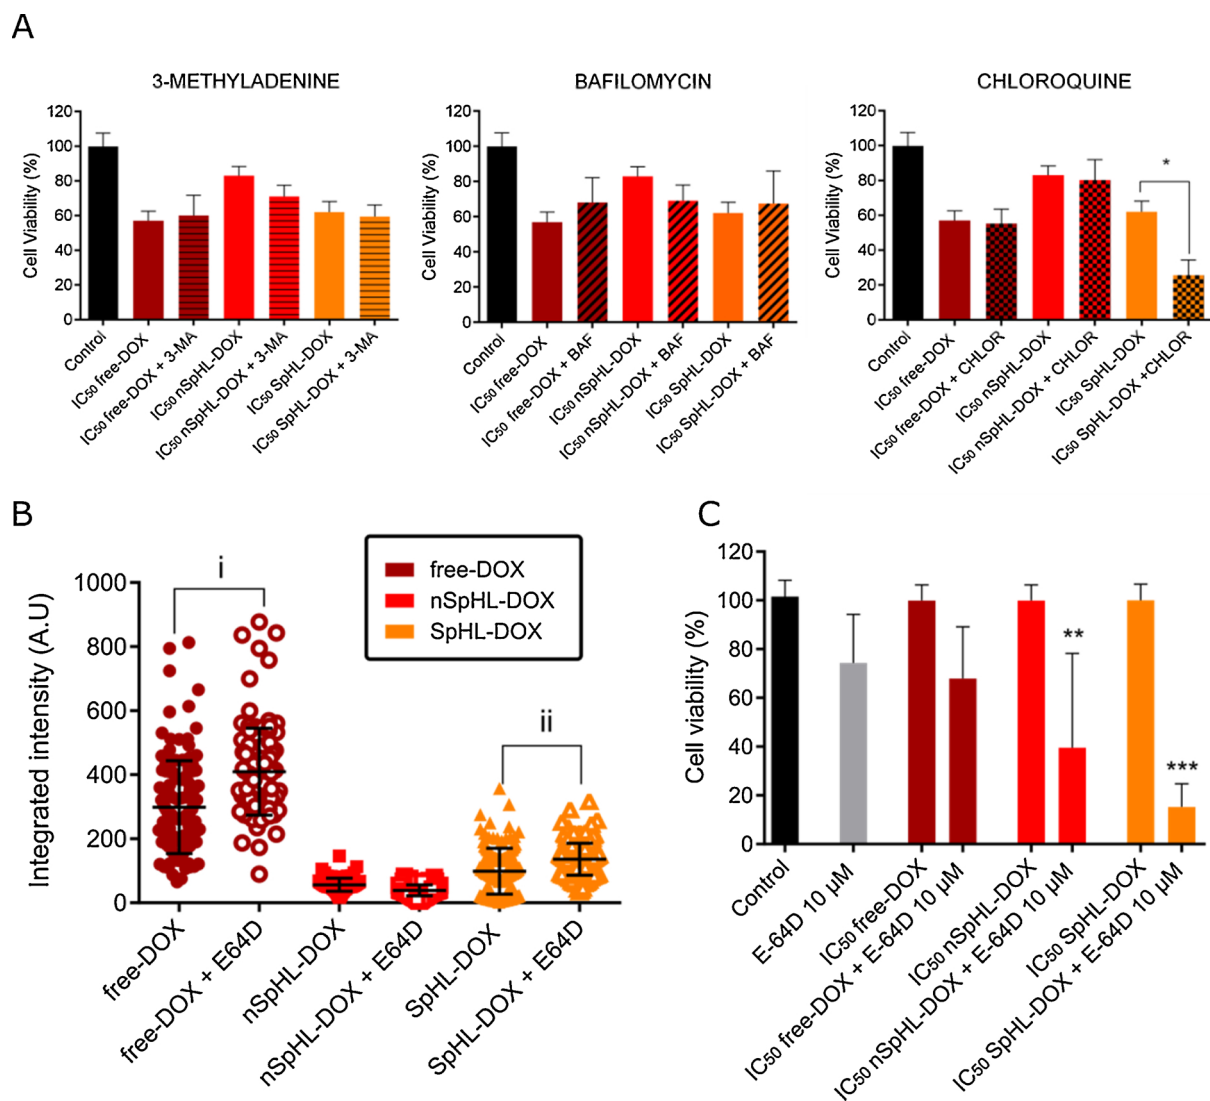 A
3-METHYLADENINE
Cell Viability (%)
120
100
80
60
40
20
0
Control
IC50 free-DOX
IC50 free-DOX + 3-MA
IC50 nSpHL-DOX
IC50 nSpHL-DOX + 3-MA
IC50 SpHL-DOX
IC50 SpHL-DOX + 3-MA
BAFILOMYCIN
Cell Viability (%)
120
100
80
60
40
20
0
Control
IC50 free-DOX
IC50 free-DOX + BAF
IC50 nSpHL-DOX
IC50 nSpHL-DOX + BAF
IC50 SpHL-DOX
IC50 SpHL-DOX + BAF
CHLOROQUINE
Cell Viability (%)
120
100
80
60
40
20
0
*
Control
IC50 free-DOX
IC50 free-DOX + CHLOR
IC50 nSpHL-DOX
IC50 nSpHL-DOX + CHLOR
IC50 SpHL-DOX
IC50 SpHL-DOX +CHLOR
B
Integrated intensity (A.U)
1000
800
600
400
200
0
i
ii
free-DOX
nSpHL-DOX
SpHL-DOX
free-DOX
free-DOX + E64D
nSpHL-DOX
nSpHL-DOX + E64D
SpHL-DOX
SpHL-DOX + E64D
C
Cell viability (%)
120
100
80
60
40
20
0
**
***
Control
E-64D 10 µM
IC50 free-DOX
IC50 free-DOX + E-64D 10 µM
IC50 nSpHL-DOX
IC50 nSpHL-DOX + E-64D 10 µM
IC50 SpHL-DOX
IC50 SpHL-DOX + E-64D 10 µM